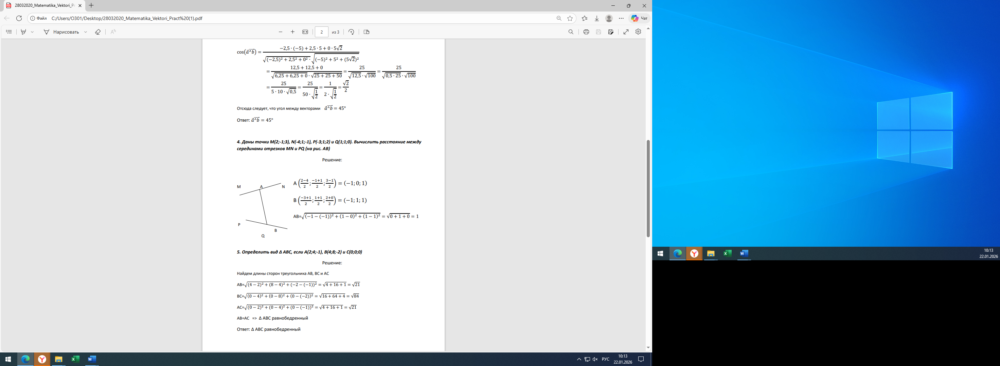 28032020_Matematika_Vektori_Pr
Файл C:/Users/O301/Desktop/28032020_Matematika_Vektori_Pract%20(1).pdf
Чат
Нарисовать
2 из 3
cos(a⃗^b⃗) = (−2,5 · (−5) + 2,5 · 5 + 0 · 5√2) / (√((−2,5)² + 2,5² + 0²) · √((−5)² + 5² + (5√2)²))
= (12,5 + 12,5 + 0) / (√(6,25 + 6,25 + 0) · √(25 + 25 + 50)) = 25 / (√12,5 · √100) = 25 / (√(0,5 · 25) · √100)
= 25 / (5 · 10 · √0,5) = 25 / (50 · √(1/2)) = 1 / (2 · √(1/2)) = √2/2
Отсюда следует, что угол между векторами a⃗^b⃗ = 45°
Ответ: a⃗^b⃗ = 45°
4. Даны точки M(2;-1;3), N(-4;1;-1), P(-3;1;2) и Q(1;1;0). Вычислить расстояние между
серединами отрезков MN и PQ (на рис. AB)
Решение:
M A N
A ((2−4)/2 ; (−1+1)/2 ; (3−1)/2) = (−1; 0; 1)
B ((−3+1)/2 ; (1+1)/2 ; (2+0)/2) = (−1; 1; 1)
AB=√((−1 − (−1))² + (1 − 0)² + (1 − 1)²) = √(0 + 1 + 0) = 1
P
B
Q
5. Определить вид Δ ABC, если A(2;4;-1), B(4;8;-2) и C(0;0;0)
Решение:
Найдем длины сторон треугольника AB, BC и AC
AB=√((4 − 2)² + (8 − 4)² + (−2 − (−1))²) = √(4 + 16 + 1) = √21
BC=√((0 − 4)² + (0 − 8)² + (0 − (−2))²) = √(16 + 64 + 4) = √84
AC=√((0 − 2)² + (0 − 4)² + (0 − (−1))²) = √(4 + 16 + 1) = √21
AB=AC => Δ ABC равнобедренный
Ответ: Δ ABC равнобедренный
РУС
10:13
22.01.2026
10:13
22.01.2026